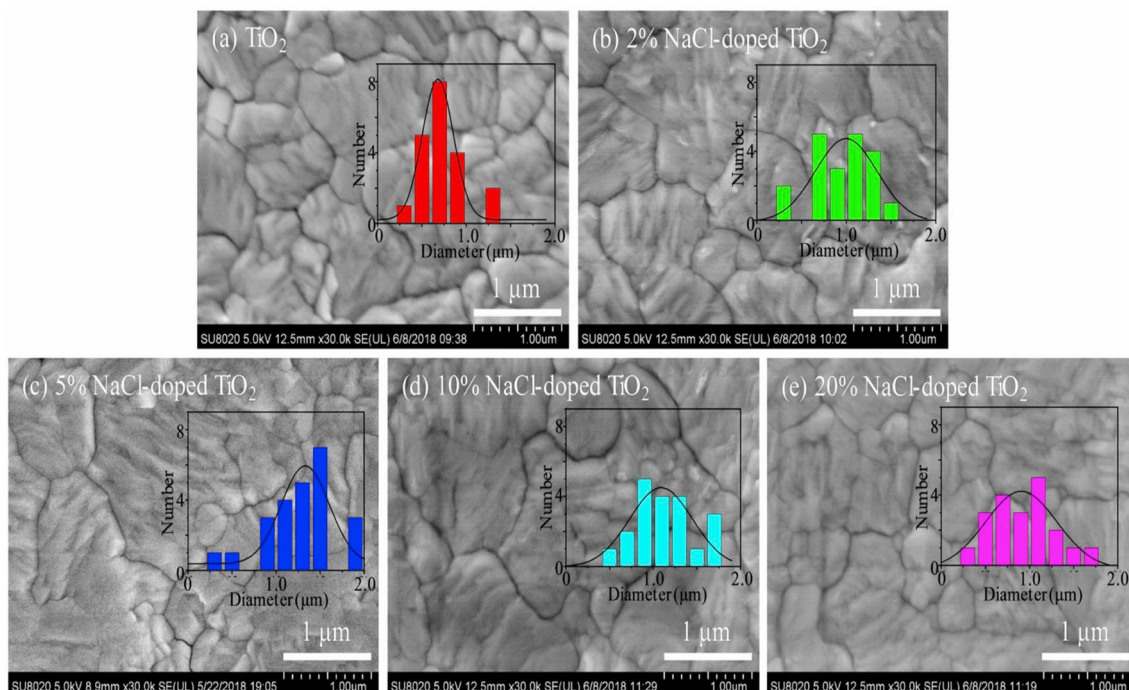 (a) TiO2
Number
8
4
0
0
1.0
2.0
Diameter(μm)
1 μm
SU8020 5.0kV 12.5mm x30.0k SE(UL) 6/8/2018 09:38
1.00um
(b) 2% NaCl-doped TiO2
Number
8
4
0
0
1.0
2.0
Diameter(μm)
1 μm
SU8020 5.0kV 12.5mm x30.0k SE(UL) 6/8/2018 10:02
1.00um
(c) 5% NaCl-doped TiO2
Number
8
4
0
0
1.0
2.0
Diameter(μm)
1 μm
SU8020 5.0kV 8.9mm x30.0k SE(UL) 5/22/2018 19:05
1.00um
(d) 10% NaCl-doped TiO2
Number
8
4
0
0
1.0
2.0
Diameter(μm)
1 μm
SU8020 5.0kV 12.5mm x30.0k SE(UL) 6/8/2018 11:29
1.00um
(e) 20% NaCl-doped TiO2
Number
8
4
0
0
1.0
2.0
Diameter(μm)
1 μm
SU8020 5.0kV 12.5mm x30.0k SE(UL) 6/8/2018 11:19
1.00um